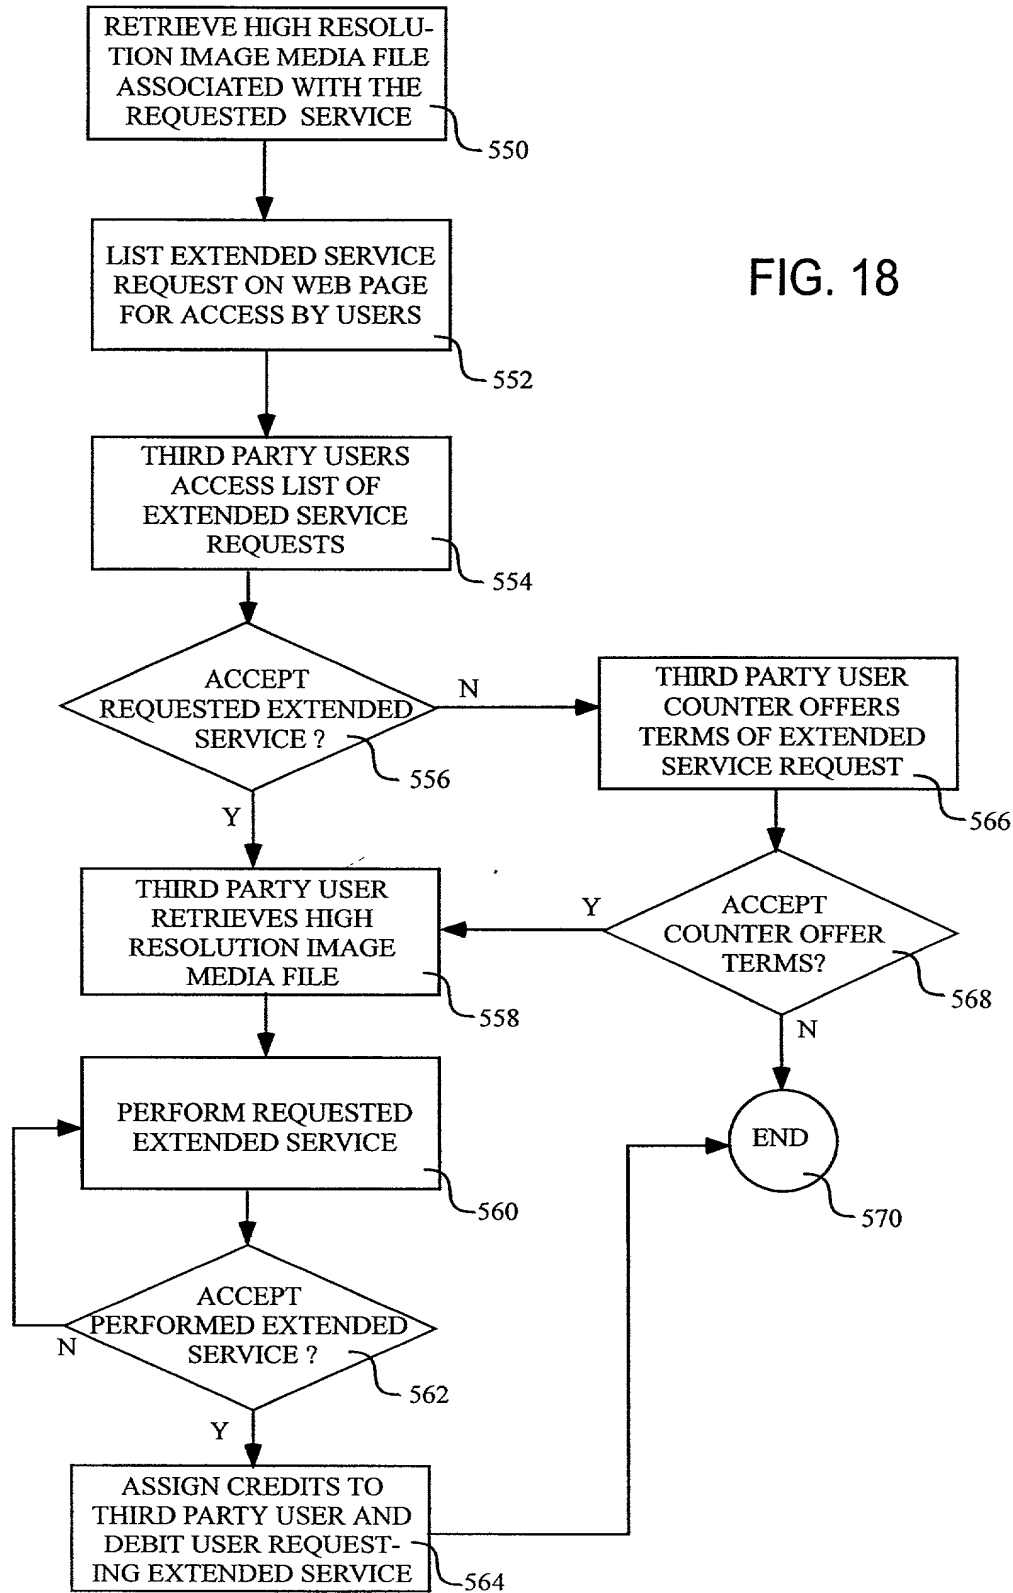 RETRIEVE HIGH RESOLU-
TION IMAGE MEDIA FILE
ASSOCIATED WITH THE
REQUESTED SERVICE
550
LIST EXTENDED SERVICE
REQUEST ON WEB PAGE
FOR ACCESS BY USERS
552
FIG. 18
THIRD PARTY USERS
ACCESS LIST OF
EXTENDED SERVICE
REQUESTS
554
ACCEPT
REQUESTED EXTENDED
SERVICE ?
556
N
Y
THIRD PARTY USER
COUNTER OFFERS
TERMS OF EXTENDED
SERVICE REQUEST
566
THIRD PARTY USER
RETRIEVES HIGH
RESOLUTION IMAGE
MEDIA FILE
558
Y
ACCEPT
COUNTER OFFER
TERMS?
568
N
PERFORM REQUESTED
EXTENDED SERVICE
560
END
570
ACCEPT
PERFORMED EXTENDED
SERVICE ?
562
N
Y
ASSIGN CREDITS TO
THIRD PARTY USER AND
DEBIT USER REQUEST-
ING EXTENDED SERVICE
564